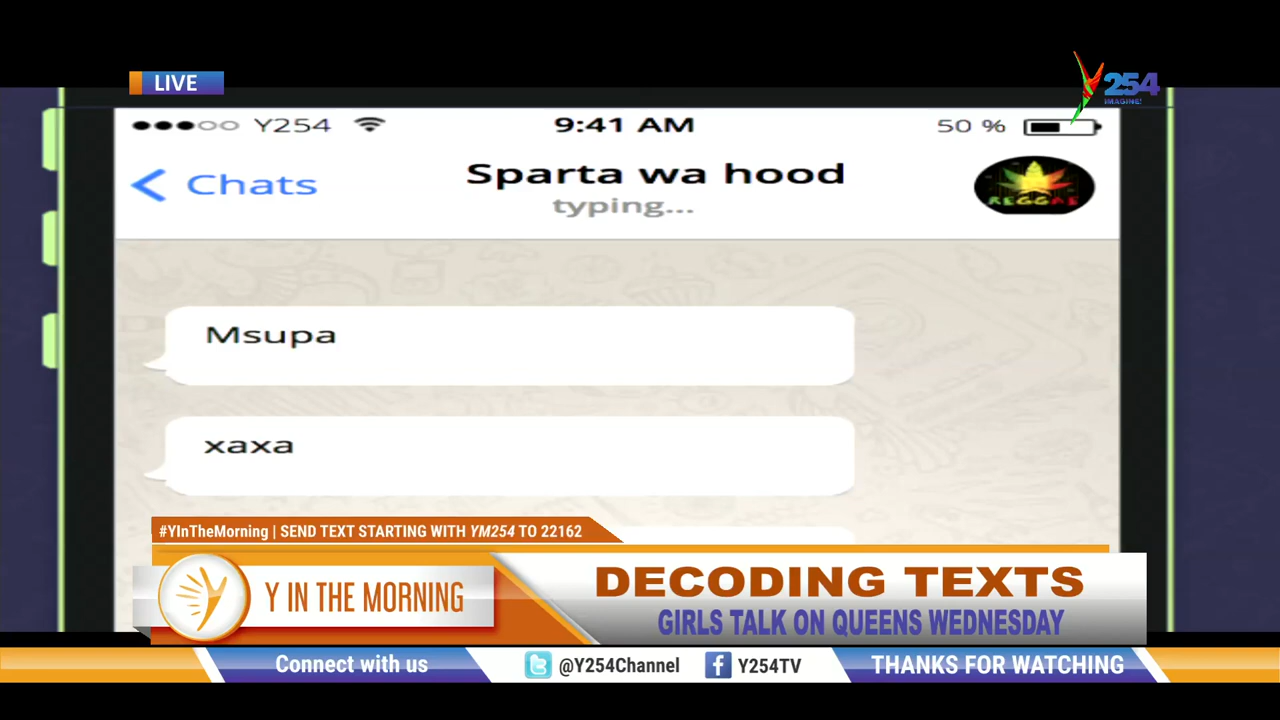 LIVE
Y254
IMAGINE!
Y254
9:41 AM
50 %
Chats
Sparta wa hood
typing...
REGGAE
Msupa
xaxa
#YInTheMorning | SEND TEXT STARTING WITH YM254 TO 22162
Y IN THE MORNING
DECODING TEXTS
GIRLS TALK ON QUEENS WEDNESDAY
Connect with us
@Y254Channel
Y254TV
THANKS FOR WATCHING